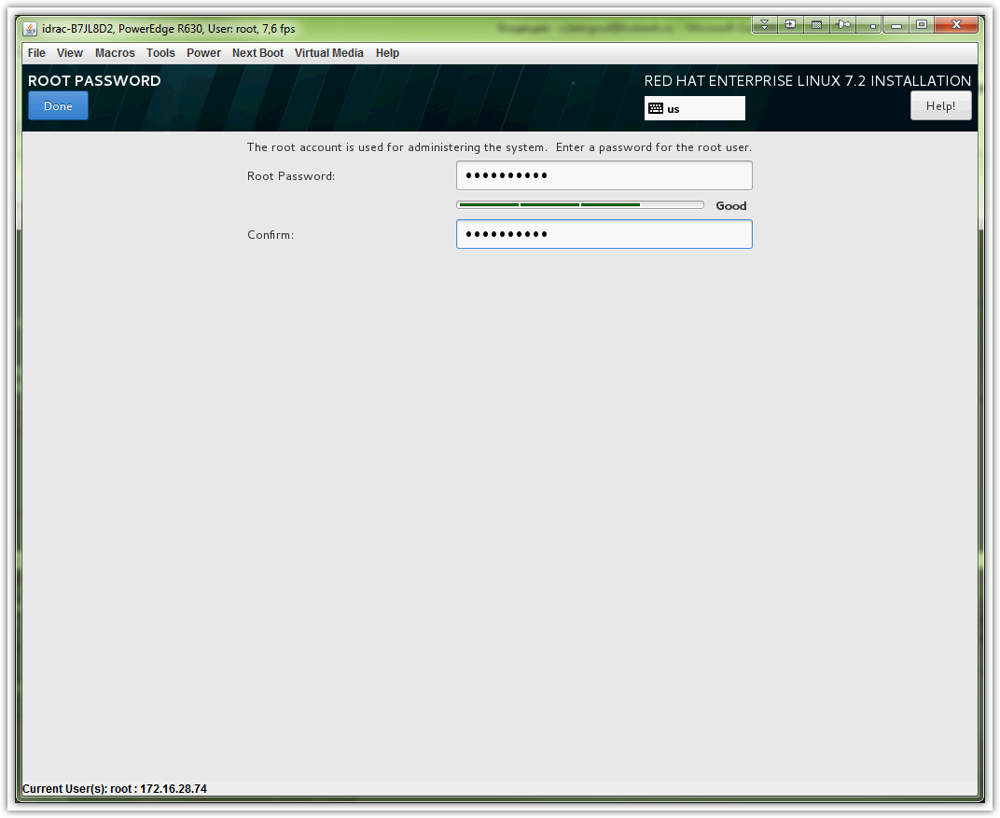 idrac-B7JL8D2, PowerEdge R630, User: root, 7,6 fps
File View Macros Tools Power Next Boot Virtual Media Help
ROOT PASSWORD
RED HAT ENTERPRISE LINUX 7.2 INSTALLATION
Done
us
Help!
The root account is used for administering the system. Enter a password for the root user.
Root Password: ●●●●●●●●●●
Good
Confirm: ●●●●●●●●●●
Current User(s): root : 172.16.28.74